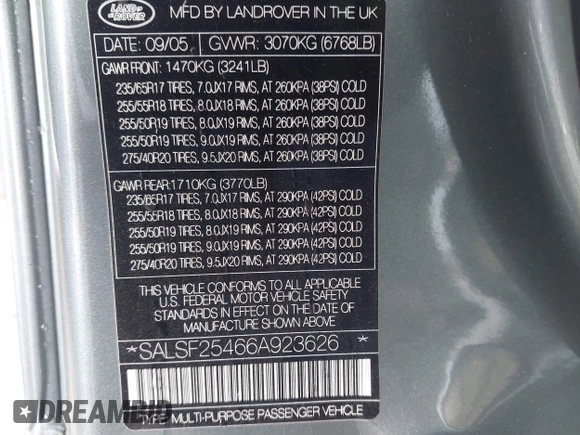 LAND ROVER
MFD BY LANDROVER IN THE UK
DATE: 09/05 GVWR: 3070KG (6768LB)
GAWR FRONT: 1470KG (3241LB)
235/65R17 TIRES, 7.0JX17 RIMS, AT 260KPA (38PSI) COLD
255/55R18 TIRES, 8.0JX18 RIMS, AT 260KPA (38PSI) COLD
255/50R19 TIRES, 8.0JX19 RIMS, AT 260KPA (38PSI) COLD
255/50R19 TIRES, 9.0JX19 RIMS, AT 260KPA (38PSI) COLD
275/40R20 TIRES, 9.5JX20 RIMS, AT 260KPA (38PSI) COLD
GAWR REAR: 1710KG (3770LB)
235/65R17 TIRES, 7.0JX17 RIMS, AT 290KPA (42PSI) COLD
255/55R18 TIRES, 8.0JX18 RIMS, AT 290KPA (42PSI) COLD
255/50R19 TIRES, 8.0JX19 RIMS, AT 290KPA (42PSI) COLD
255/50R19 TIRES, 9.0JX19 RIMS, AT 290KPA (42PSI) COLD
275/40R20 TIRES, 9.5JX20 RIMS, AT 290KPA (42PSI) COLD
THIS VEHICLE CONFORMS TO ALL APPLICABLE
U.S. FEDERAL MOTOR VEHICLE SAFETY
STANDARDS IN EFFECT ON THE DATE OF
MANUFACTURE SHOWN ABOVE.
*SALSF25466A923626 *
TYPE: MULTI-PURPOSE PASSENGER VEHICLE
DREAMBID